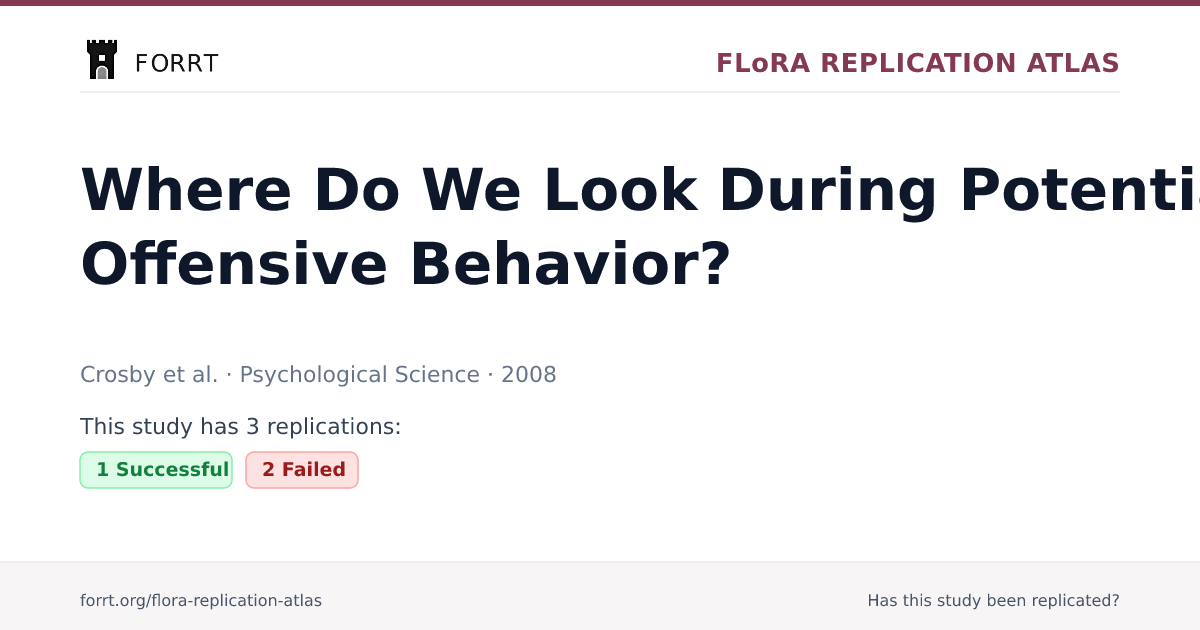 FORRT
FLoRA REPLICATION ATLAS
Where Do We Look During Potenti
Offensive Behavior?
Crosby et al. · Psychological Science · 2008
This study has 3 replications:
1 Successful 2 Failed
forrt.org/flora-replication-atlas
Has this study been replicated?